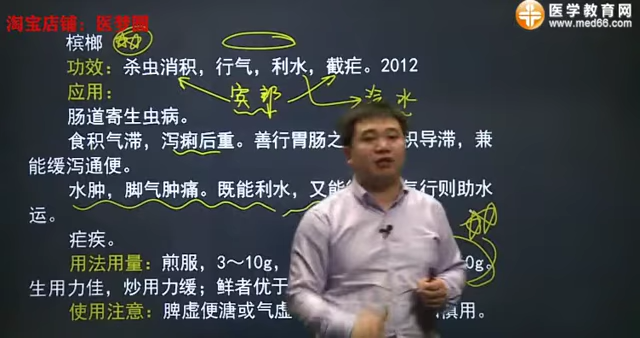 淘宝店铺：医梦圆
医学教育网
www.med66.com
槟榔
功效：杀虫消积，行气，利水，截疟。2012
应用：
宾郎
气 水
肠道寄生虫病。
食积气滞，泻痢后重。善行胃肠之 积导滞，兼
能缓泻通便。
水肿，脚气肿痛。既能利水，又能 气行则助水
运。
疟疾。
用法用量：煎服，3～10g， 0g。
生用力佳，炒用力缓；鲜者优于
使用注意：脾虚便溏或气虚 慎用。